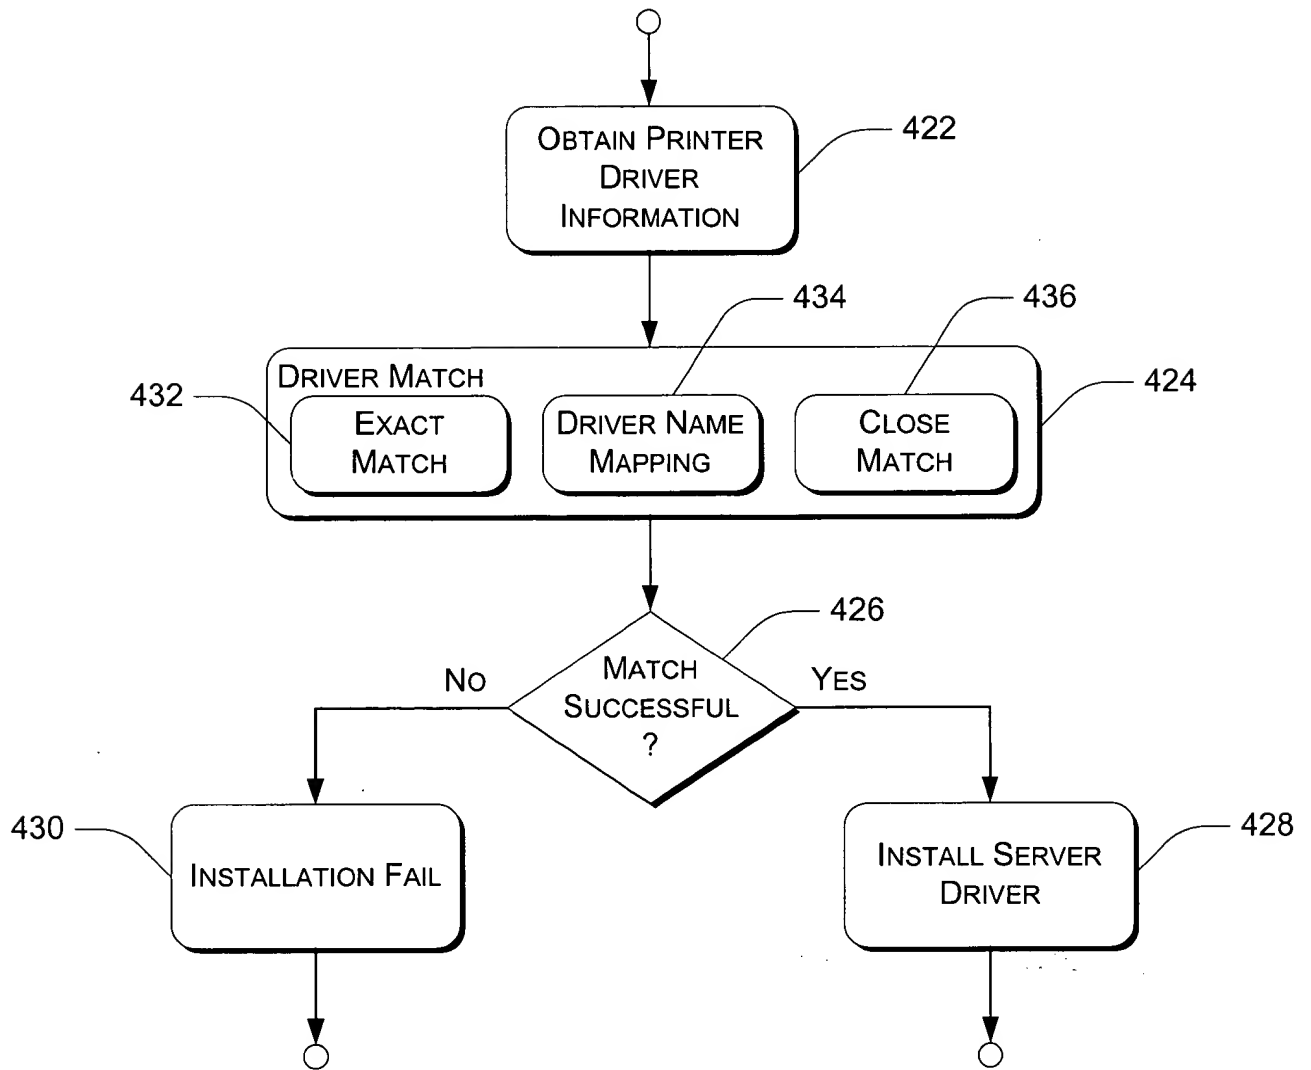 OBTAIN PRINTER
DRIVER
INFORMATION
422
434
436
DRIVER MATCH
432
424
EXACT
MATCH
DRIVER NAME
MAPPING
CLOSE
MATCH
426
MATCH
SUCCESSFUL
?
NO
YES
430
INSTALLATION FAIL
428
INSTALL SERVER
DRIVER